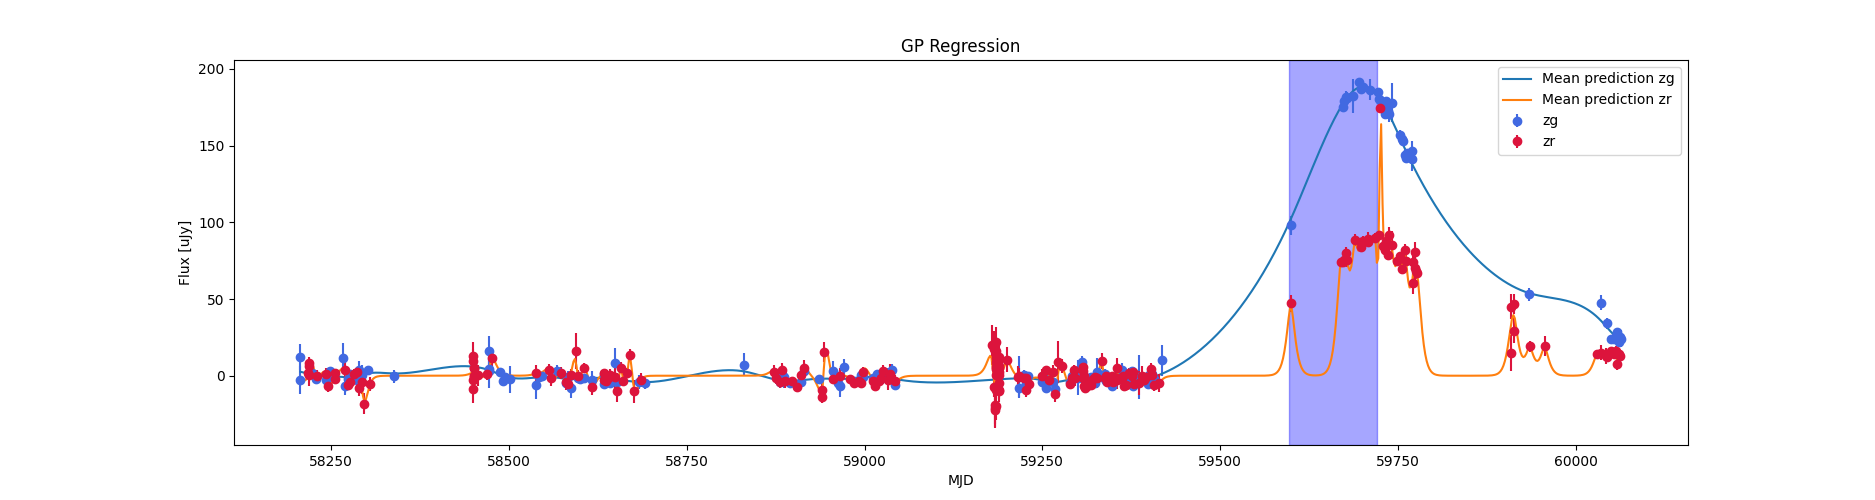 GP Regression
Flux [uJy]
200
150
100
50
0
58250 58500 58750 59000 59250 59500 59750 60000
MJD
Mean prediction zg
Mean prediction zr
zg
zr